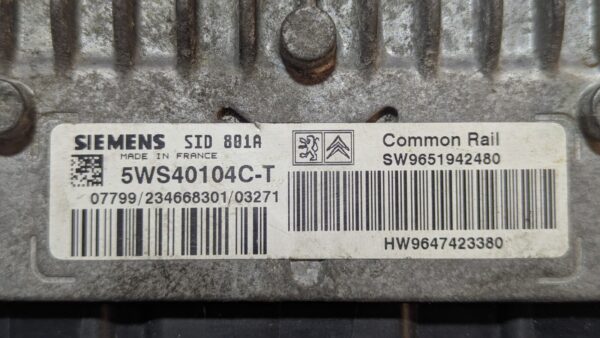 SIEMENS SID 801A
MADE IN FRANCE
5WS40104C-T
07799/234668301/03271
Common Rail
SW9651942480
HW9647423380